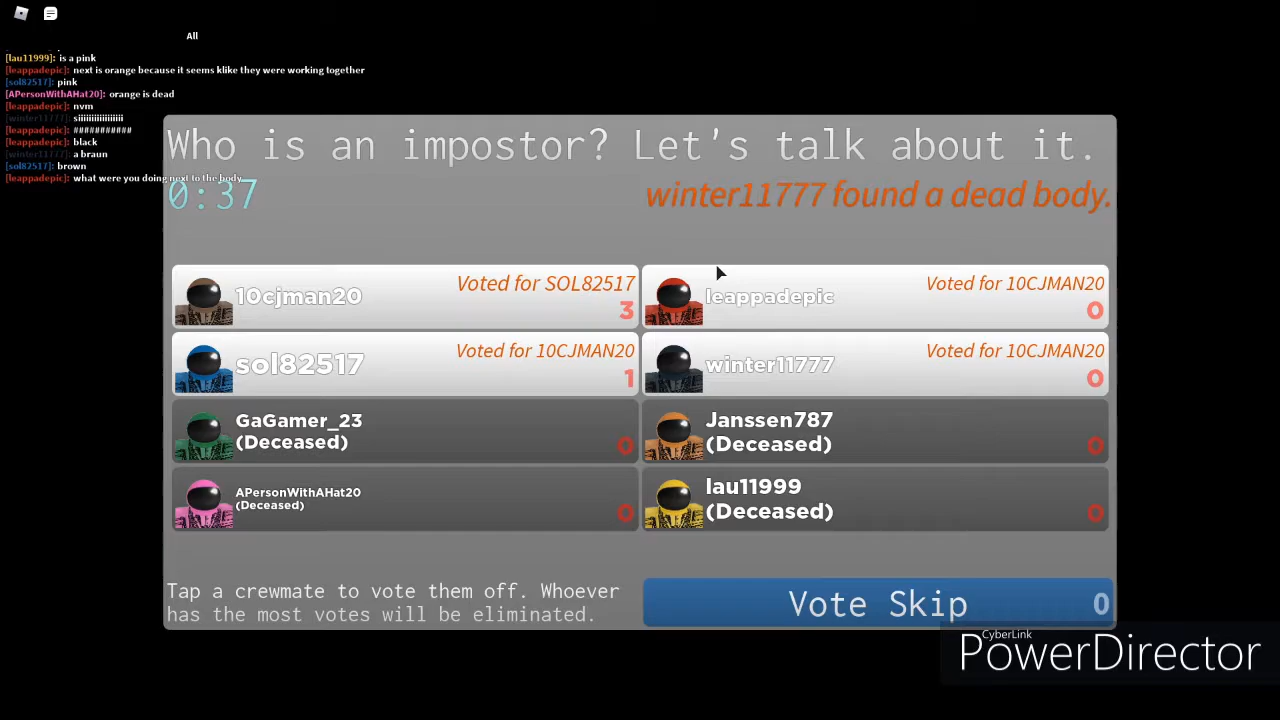 All
[lau11999]: is a pink
[leappadepic]: next is orange because it seems klike they were working together
[sol82517]: pink
[APersonWithAHat20]: orange is dead
[leappadepic]: nvm
[winter11777]: siiiiiiiiiiiiiiii
[leappadepic]: ###########
[leappadepic]: black
[winter11777]: a braun
[sol82517]: brown
[leappadepic]: what were you doing next to the body
Who is an impostor? Let's talk about it.
0:37
winter11777 found a dead body.
10cjman20
Voted for SOL82517
3
leappadepic
Voted for 10CJMAN20
0
sol82517
Voted for 10CJMAN20
1
winter11777
Voted for 10CJMAN20
0
GaGamer_23
(Deceased)
0
Janssen787
(Deceased)
0
APersonWithAHat20
(Deceased)
0
lau11999
(Deceased)
0
Tap a crewmate to vote them off. Whoever
has the most votes will be eliminated.
Vote Skip
0
CyberLink
PowerDirector